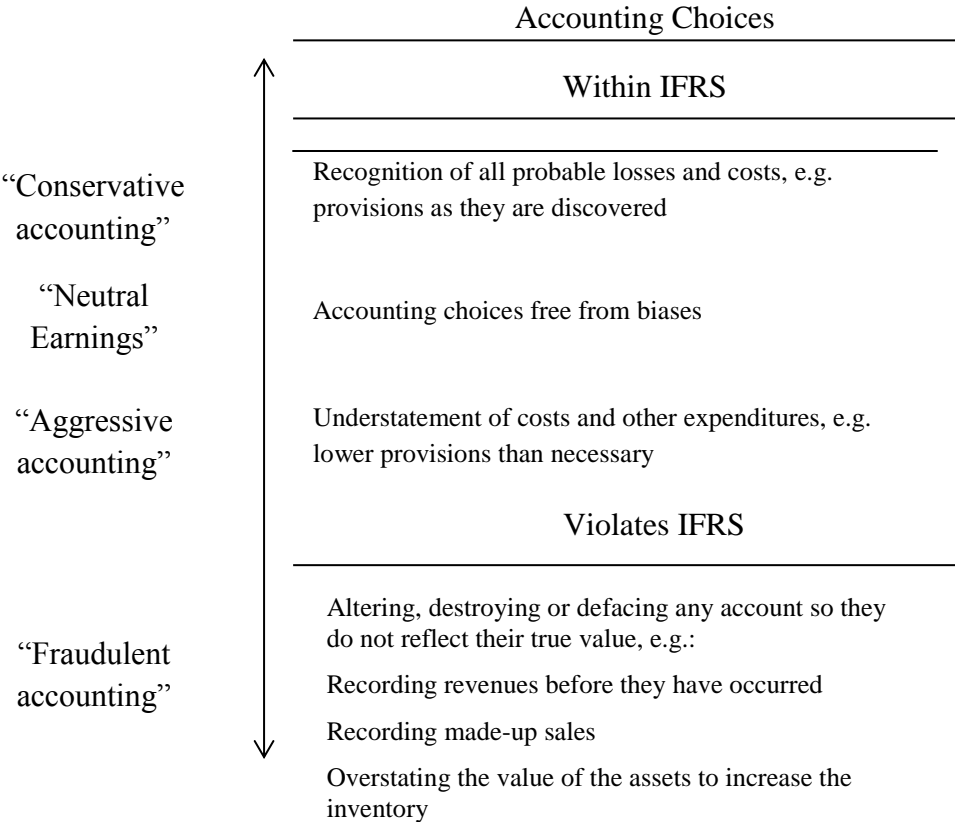 Accounting Choices
Within IFRS
“Conservative
accounting”
Recognition of all probable losses and costs, e.g.
provisions as they are discovered
“Neutral
Earnings”
Accounting choices free from biases
“Aggressive
accounting”
Understatement of costs and other expenditures, e.g.
lower provisions than necessary
Violates IFRS
“Fraudulent
accounting”
Altering, destroying or defacing any account so they
do not reflect their true value, e.g.:
Recording revenues before they have occurred
Recording made-up sales
Overstating the value of the assets to increase the
inventory